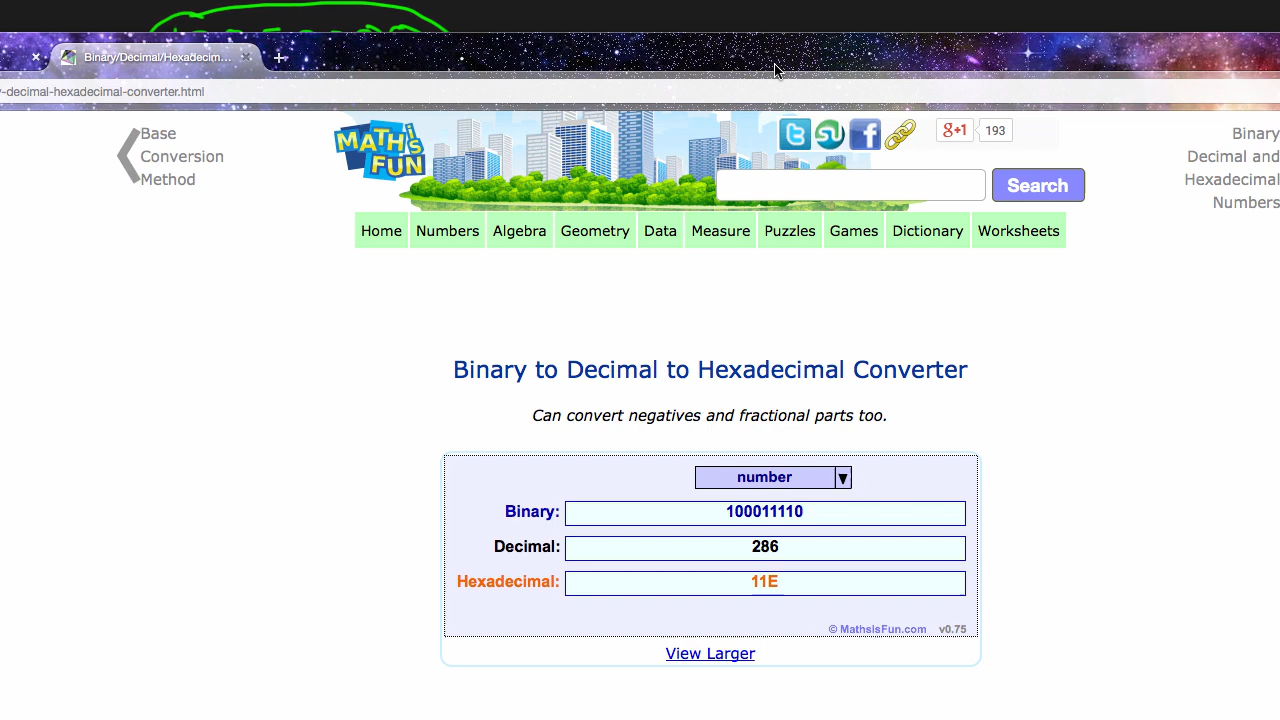 Binary/Decimal/Hexadecim...
-decimal-hexadecimal-converter.html
Base
Conversion
Method
MATH is FUN
g+1 193
Search
Binary
Decimal and
Hexadecimal
Numbers
Home Numbers Algebra Geometry Data Measure Puzzles Games Dictionary Worksheets
Binary to Decimal to Hexadecimal Converter
Can convert negatives and fractional parts too.
number
Binary: 100011110
Decimal: 286
Hexadecimal: 11E
© MathsIsFun.com v0.75
View Larger